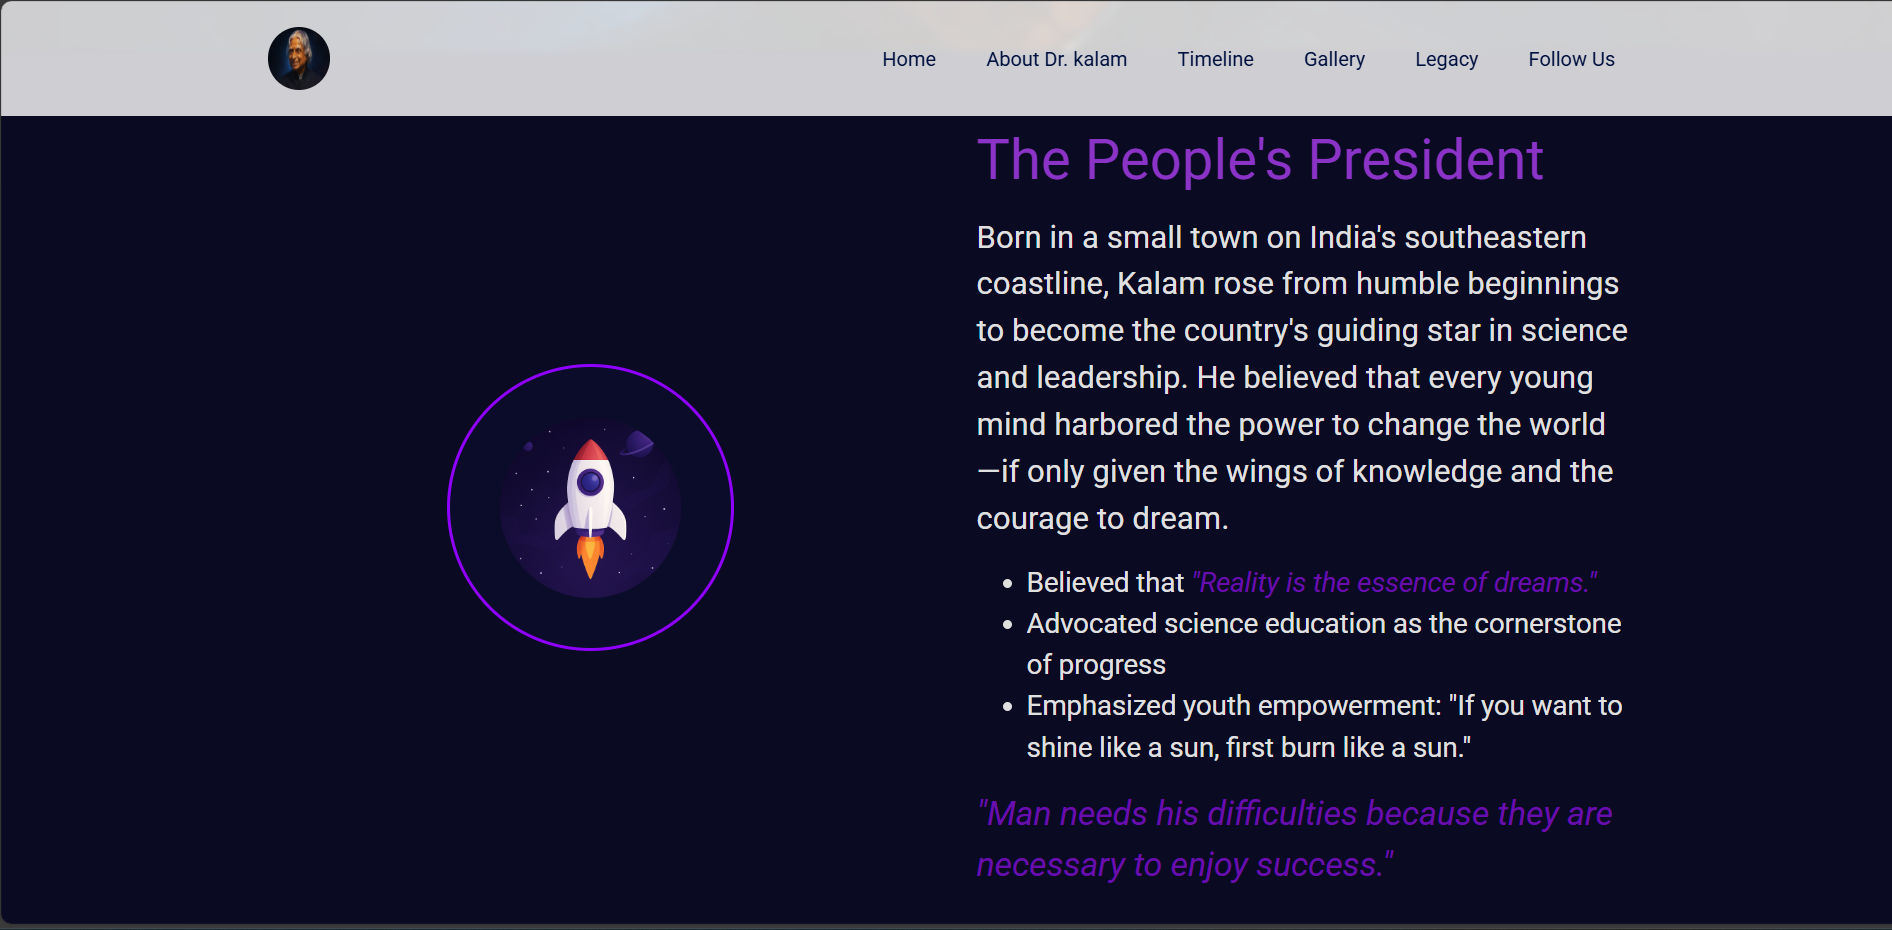 Home
About Dr. kalam
Timeline
Gallery
Legacy
Follow Us
The People's President
Born in a small town on India's southeastern
coastline, Kalam rose from humble beginnings
to become the country's guiding star in science
and leadership. He believed that every young
mind harbored the power to change the world
—if only given the wings of knowledge and the
courage to dream.
• Believed that "Reality is the essence of dreams."
• Advocated science education as the cornerstone
of progress
• Emphasized youth empowerment: "If you want to
shine like a sun, first burn like a sun."
"Man needs his difficulties because they are
necessary to enjoy success."